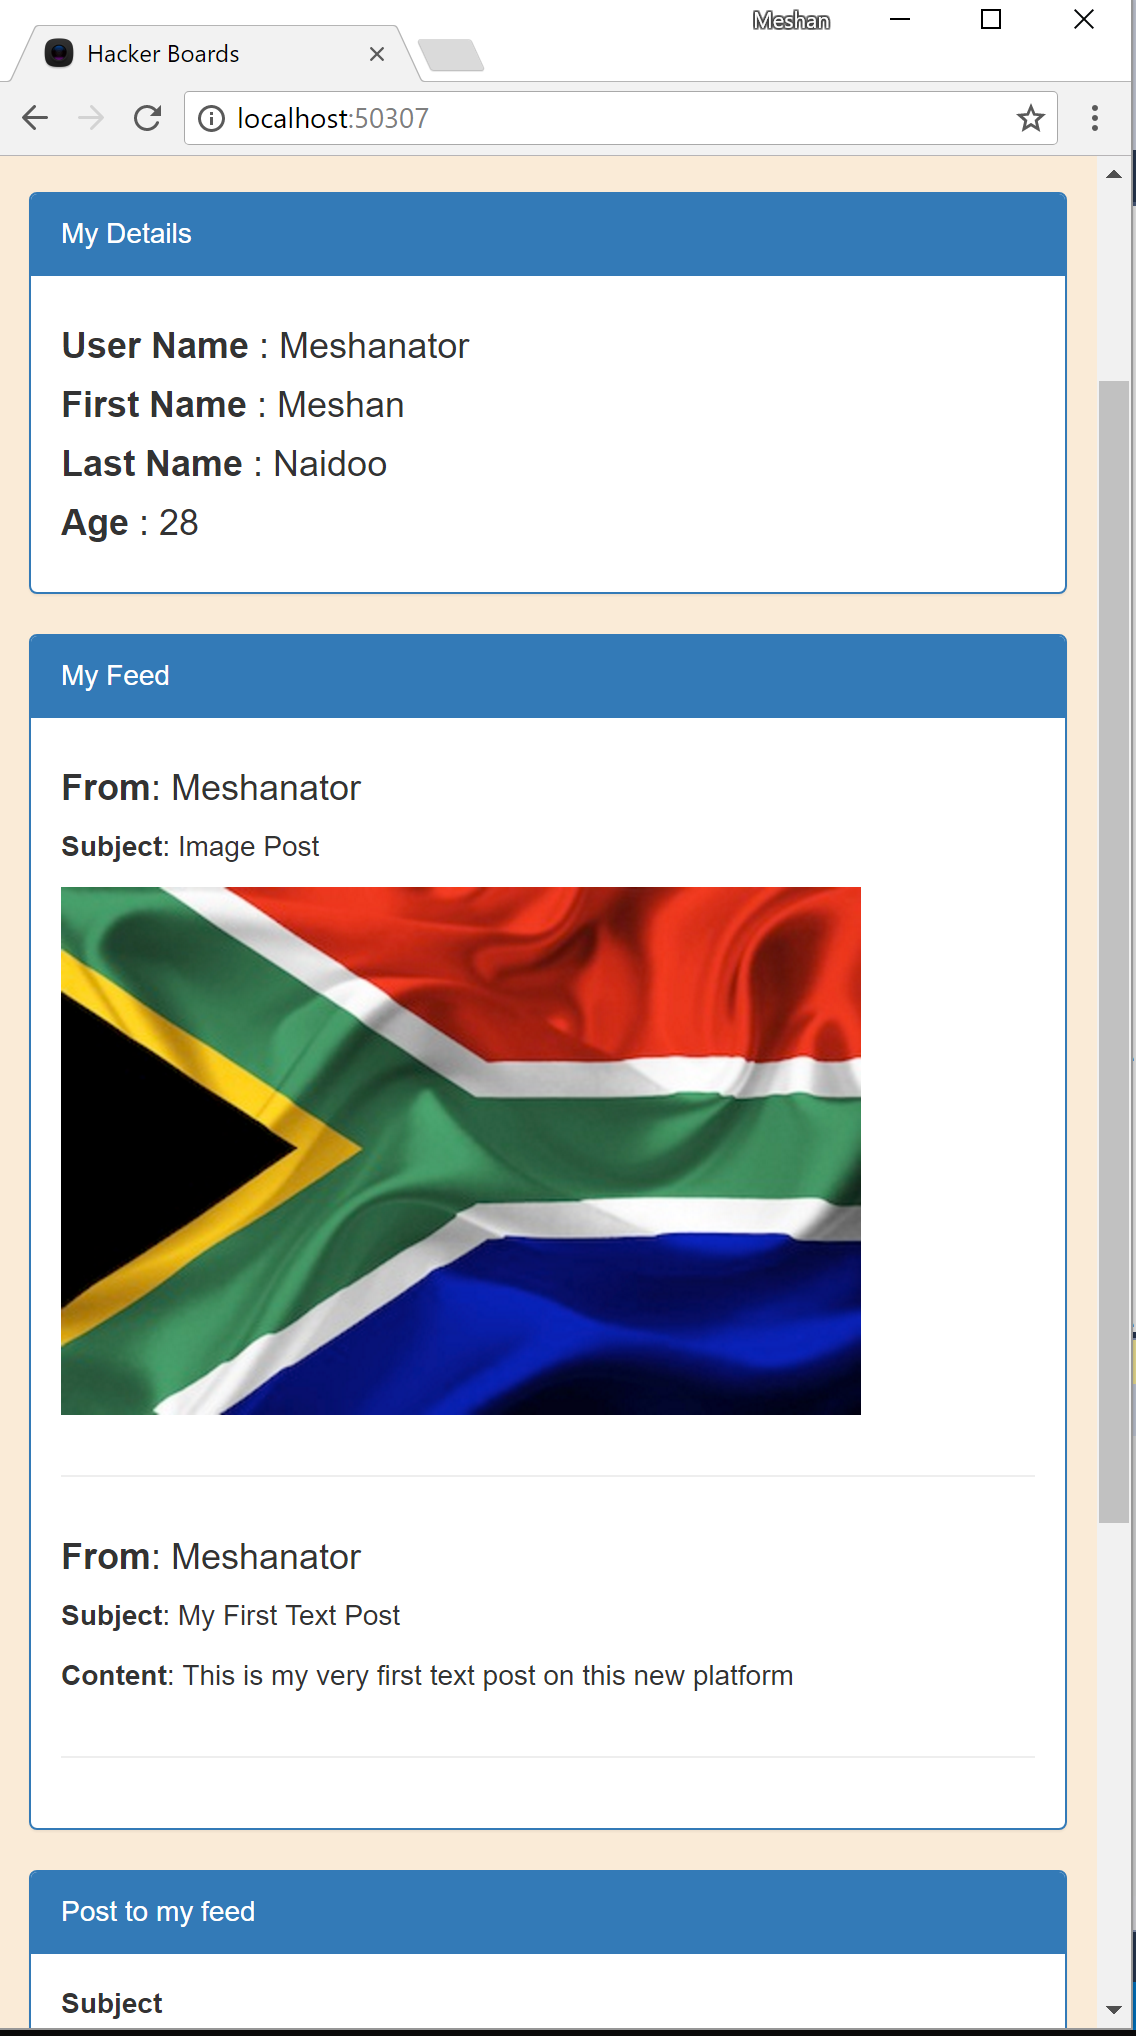 Meshan
Hacker Boards
localhost:50307
My Details
User Name : Meshanator
First Name : Meshan
Last Name : Naidoo
Age : 28
My Feed
From: Meshanator
Subject: Image Post
From: Meshanator
Subject: My First Text Post
Content: This is my very first text post on this new platform
Post to my feed
Subject